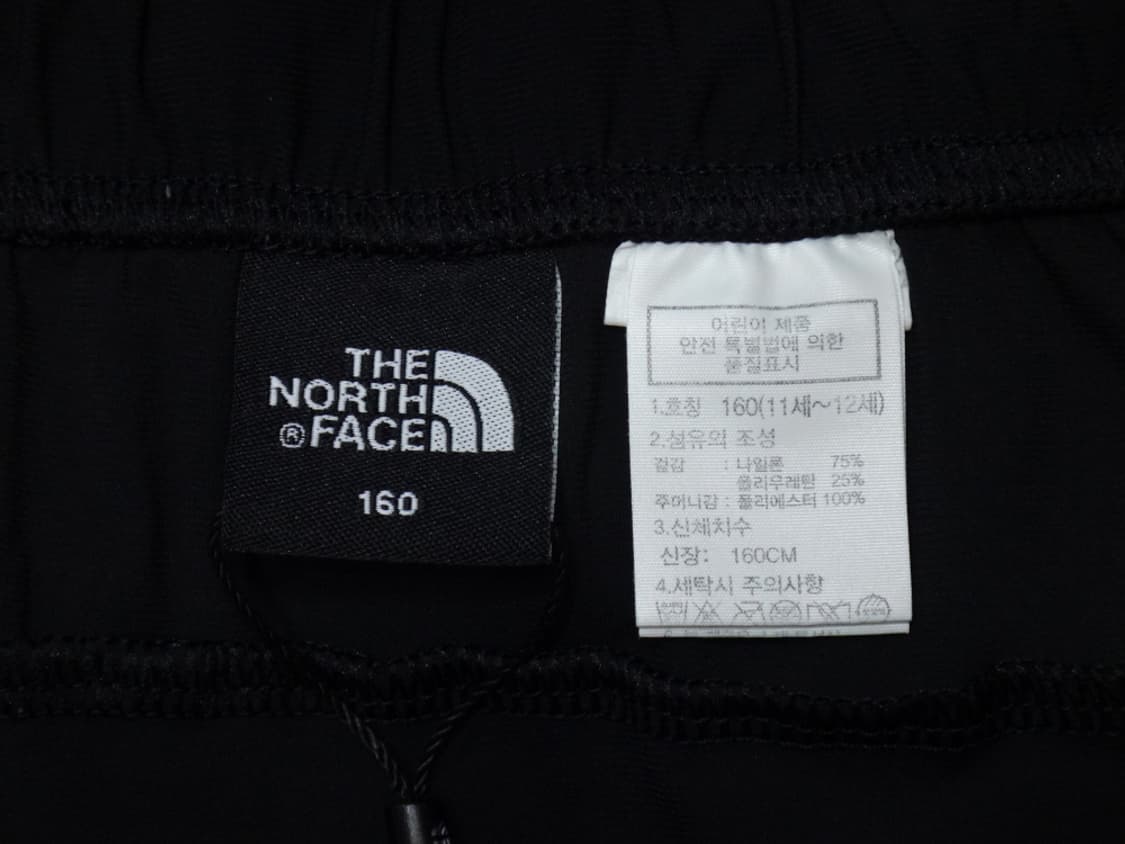 THE
NORTH
® FACE
160
어린이 제품
안전 특별법에 의한
품질표시
1.호칭 160(11세~12세)
2.섬유의 조성
겉감 : 나일론 75%
폴리우레탄 25%
주머니감 : 폴리에스터 100%
3.신체치수
신장: 160CM
4.세탁시 주의사항